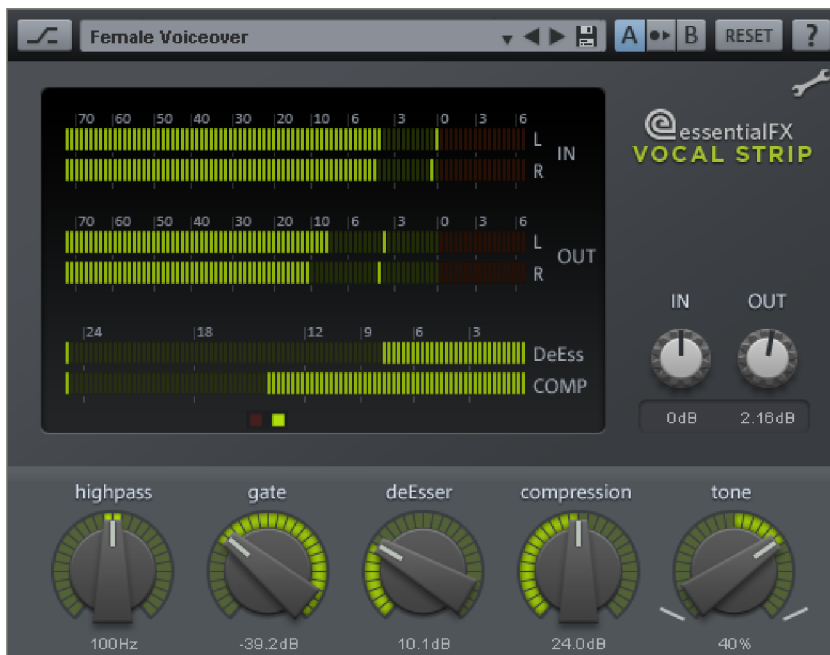 Female Voiceover
A B RESET ?
70 60 50 40 30 20 10 6 3 0 3 6
L
IN
R
essentialFX
VOCAL STRIP
70 60 50 40 30 20 10 6 3 0 3 6
L
OUT
R
24 18 12 9 6 3
DeEss
COMP
IN OUT
0dB 2.16dB
highpass gate deEsser compression tone
100Hz -39.2dB 10.1dB 24.0dB 40%